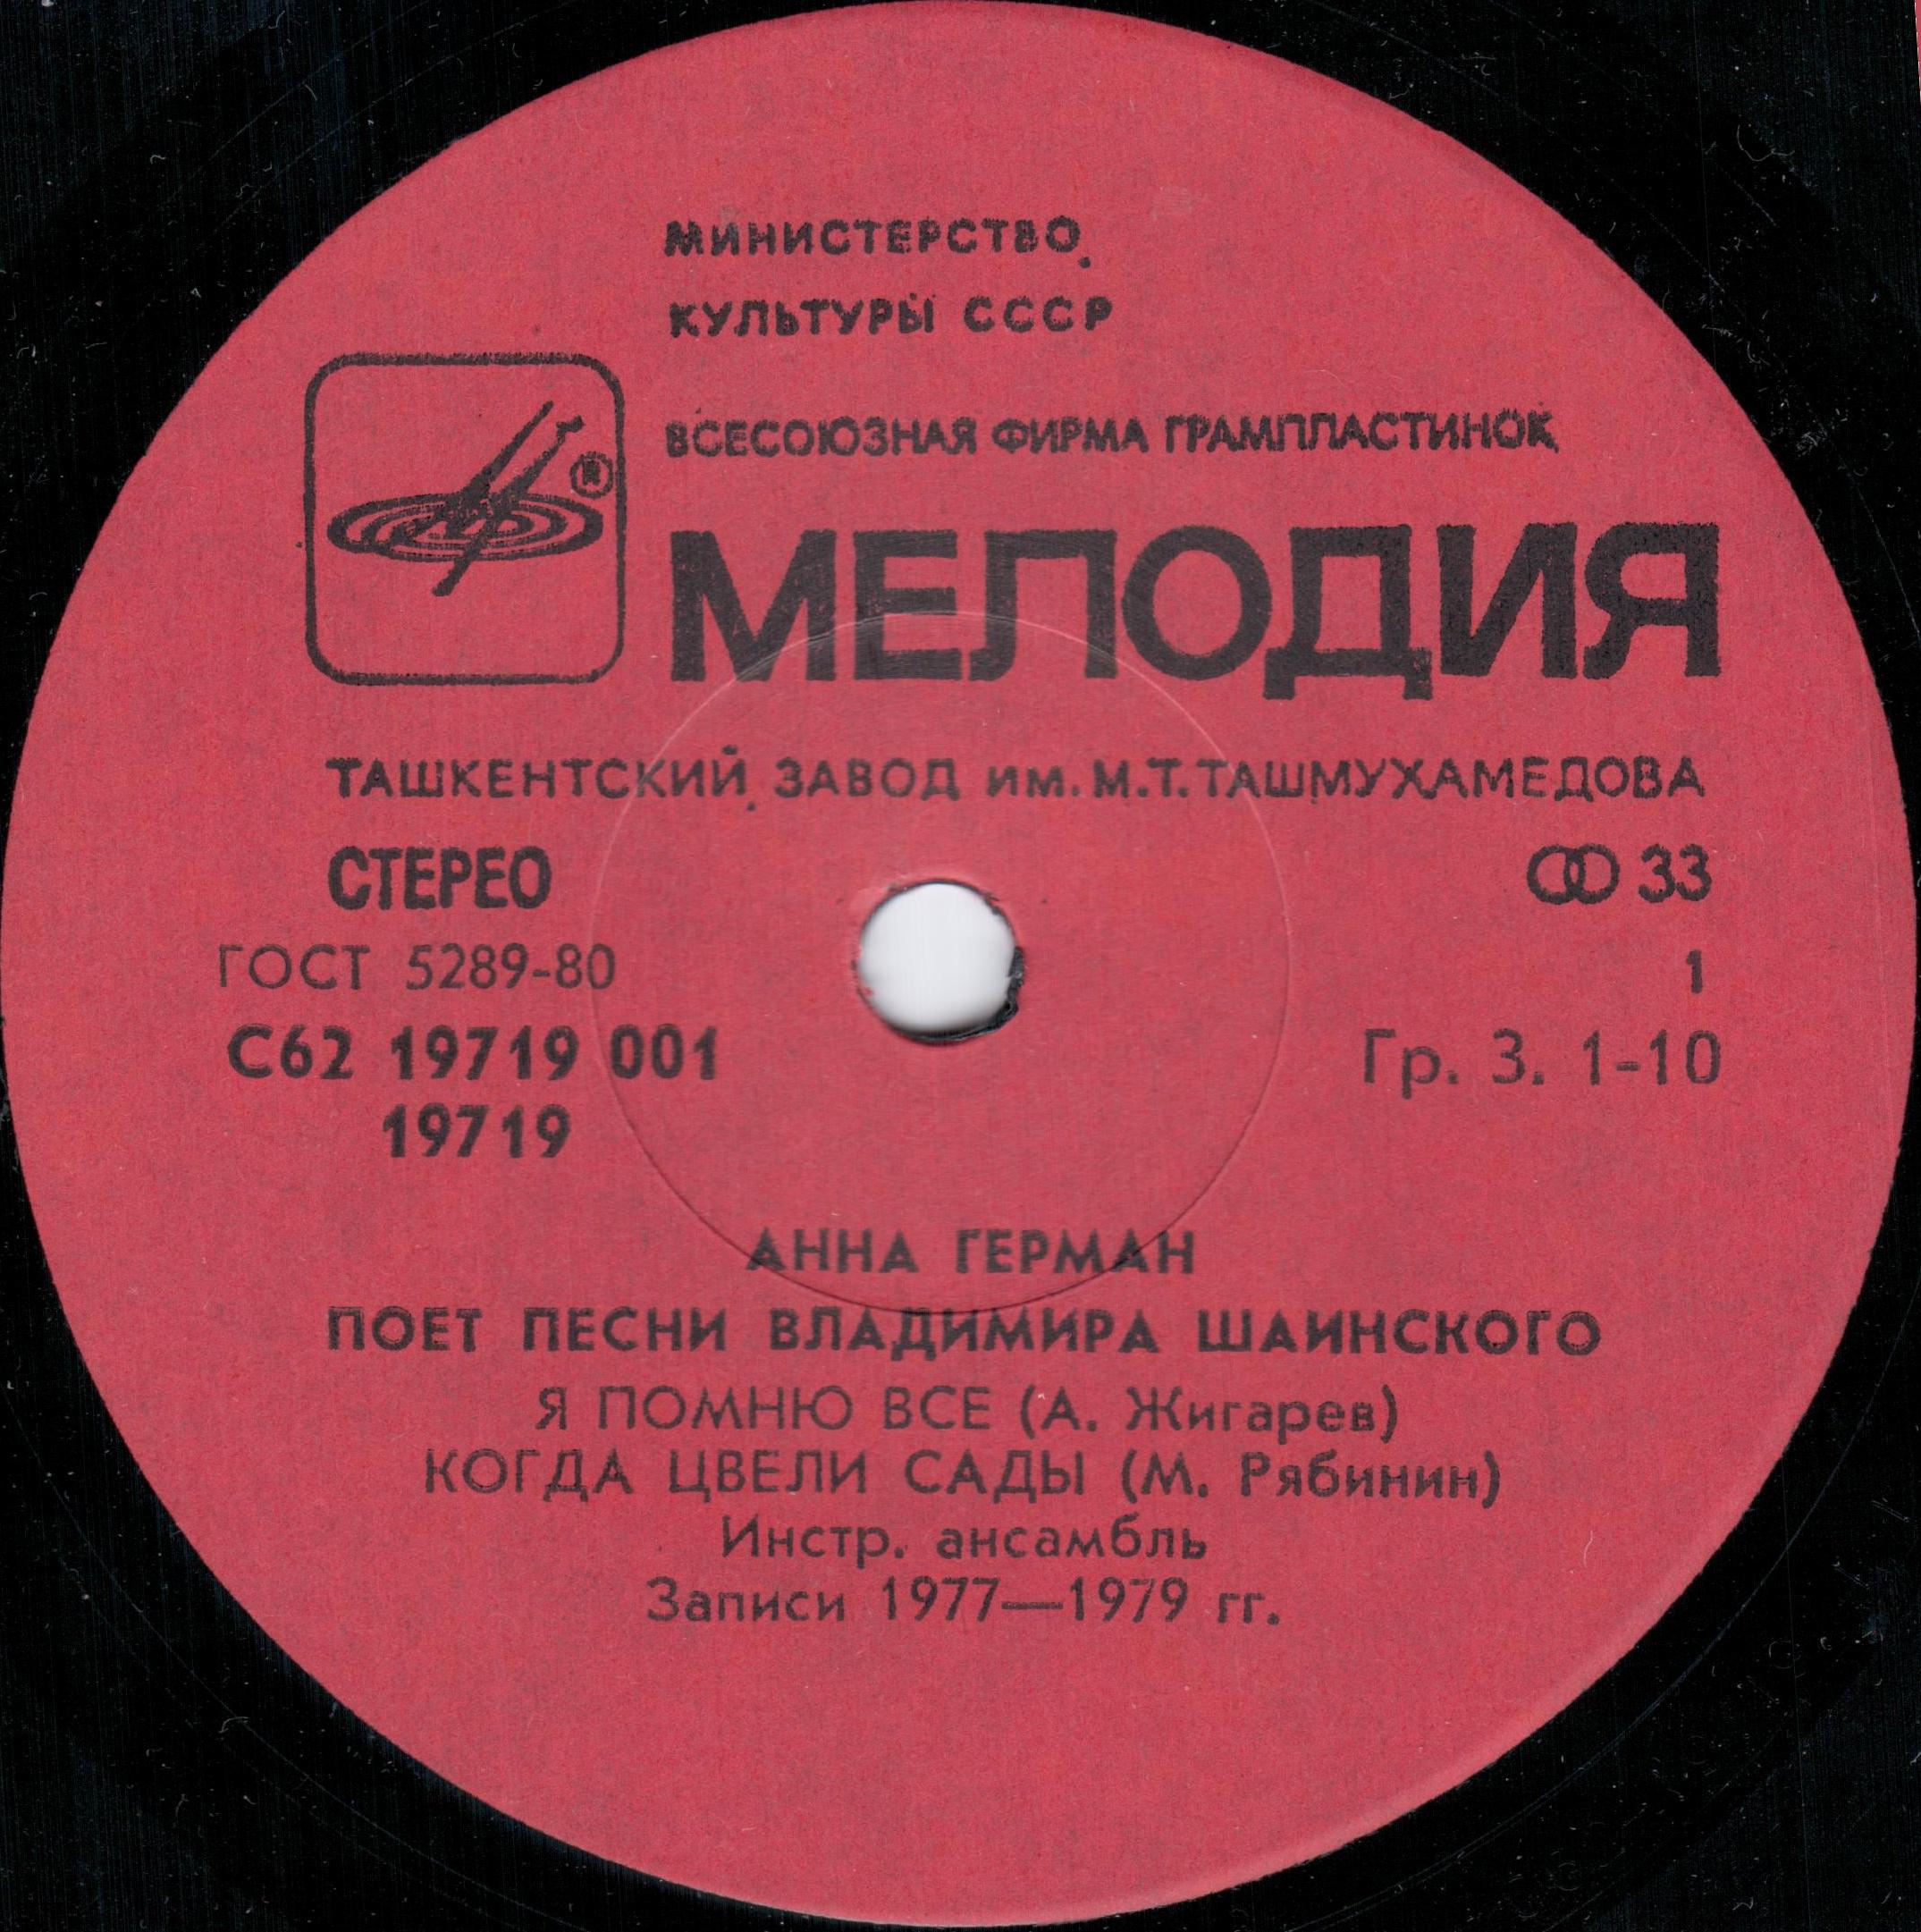 МИНИСТЕРСТВО
КУЛЬТУРЫ СССР
ВСЕСОЮЗНАЯ ФИРМА ГРАМПЛАСТИНОК
®
МЕЛОДИЯ
ТАШКЕНТСКИЙ ЗАВОД им. М.Т. ТАШМУХАМЕДОВА
СТЕРЕО
33
ГОСТ 5289-80
1
С62 19719 001
Гр. 3. 1-10
19719
АННА ГЕРМАН
ПОЕТ ПЕСНИ ВЛАДИМИРА ШАИНСКОГО
Я ПОМНЮ ВСЕ (А. Жигарев)
КОГДА ЦВЕЛИ САДЫ (М. Рябинин)
Инстр. ансамбль
Записи 1977—1979 гг.